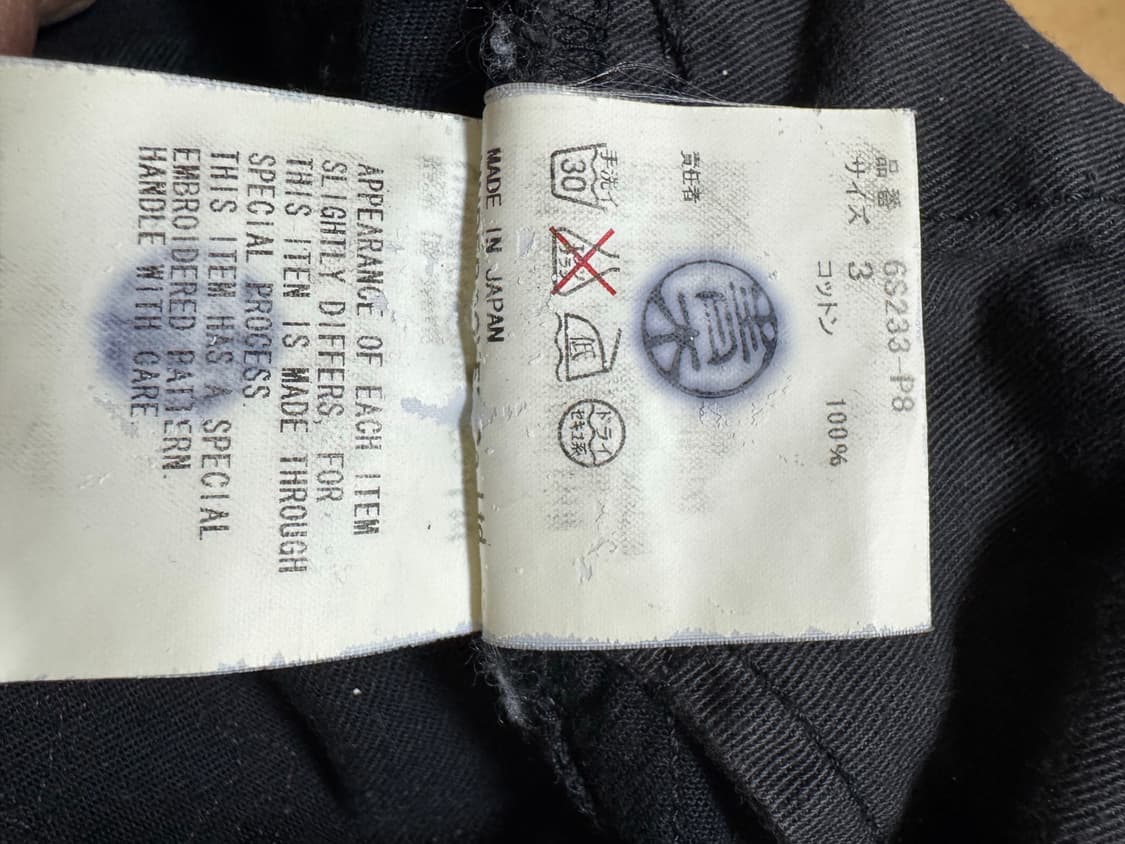 品番 6S233-P8
サイズ 3
コットン 100%
責任者
手洗イ
30
低
ドライ
セキユ系
MADE IN JAPAN
APPEARANCE OF EACH ITEM
SLIGHTLY DIFFERS, FOR
THIS ITEN IS MADE THROUGH
SPECIAL PROCESS.
THIS ITEM HAS A SPECIAL
EMBROIDERED PATTERN.
HANDLE WITH CARE